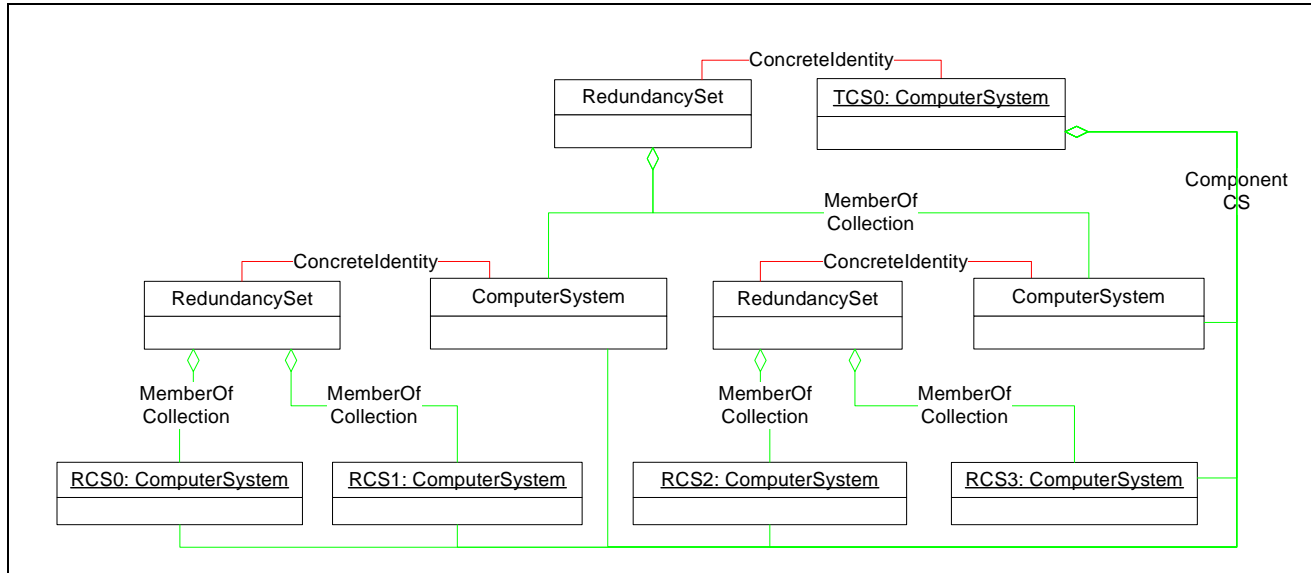 ConcreteIdentity
RedundancySet
TCS0: ComputerSystem
Component
CS
MemberOf
Collection
ConcreteIdentity
ConcreteIdentity
RedundancySet
ComputerSystem
RedundancySet
ComputerSystem
MemberOf
Collection
MemberOf
Collection
MemberOf
Collection
MemberOf
Collection
RCS0: ComputerSystem
RCS1: ComputerSystem
RCS2: ComputerSystem
RCS3: ComputerSystem